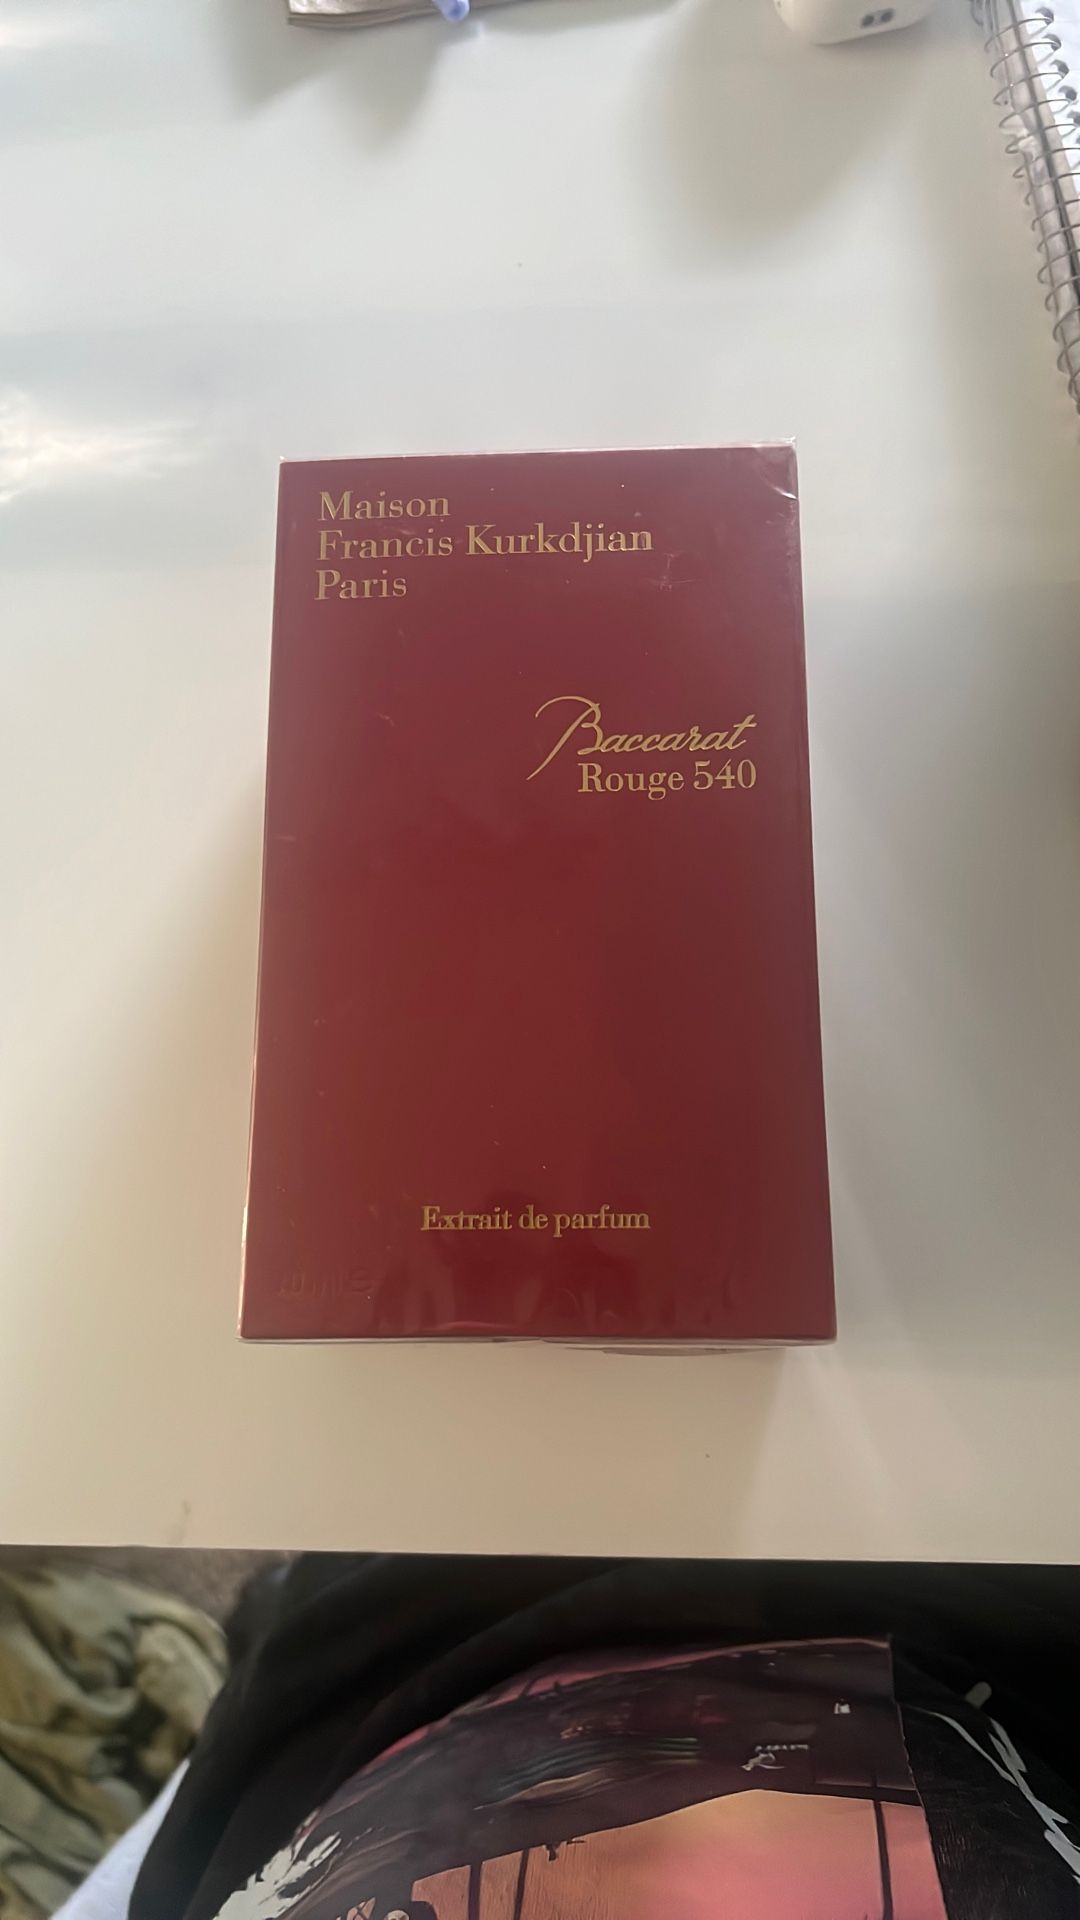 Maison
Francis Kurkdjian
Paris
Baccarat
Rouge 540
Extrait de parfum